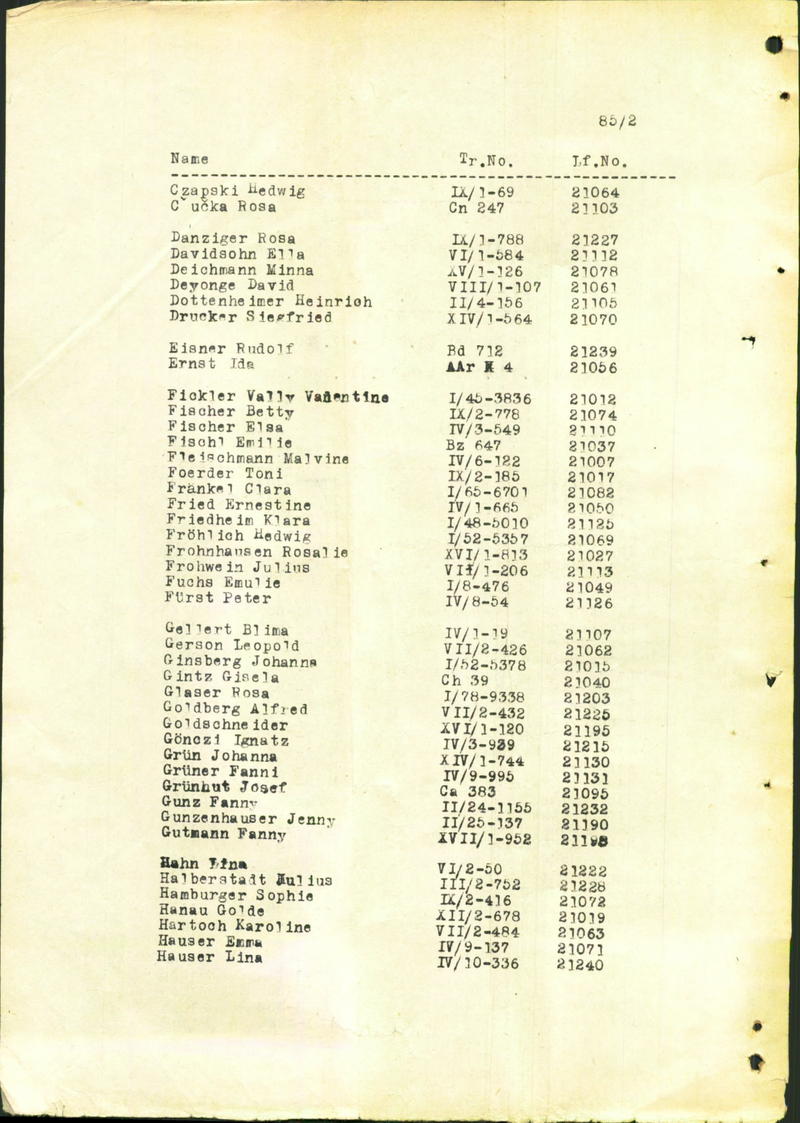 85/2
Name Tr.No. Lf.No.
Czapski Hedwig IX/1-69 21064
Cučka Rosa Cn 247 21103
Danziger Rosa IX/1-788 21227
Davidsohn Ella VI/1-584 21112
Deichmann Minna XV/1-126 21078
Deyonge David VIII/1-107 21061
Dottenheimer Heinrich II/4-156 21105
Drucker Siegfried XIV/1-564 21070
Eisner Rudolf Bd 712 21239
Ernst Ida AAr 4 21056
Fickler Vally Valentine I/45-3836 21012
Fischer Betty IX/2-778 21074
Fischer Elsa IV/3-549 21110
Fischl Emilie Bz 647 21037
Fleischmann Malvine IV/6-122 21007
Foerder Toni IX/2-185 21017
Fränkel Clara I/65-6701 21082
Fried Ernestine IV/1-665 21050
Friedheim Klara I/48-5010 21125
Fröhlich Hedwig I/52-5357 21069
Frohnhausen Rosalie XVI/1-813 21027
Frohwein Julius VII/1-206 21113
Fuchs Emulie I/8-476 21049
Fürst Peter IV/8-54 21126
Gellert Blima IV/1-19 21107
Gerson Leopold VII/2-426 21062
Ginsberg Johanna I/52-5378 21015
Gintz Gisela Ch 39 21040
Glaser Rosa I/78-9338 21203
Goldberg Alfred VII/2-432 21225
Goldschneider XVI/1-120 21195
Gönczi Ignatz IV/3-939 21215
Grün Johanna XIV/1-744 21130
Grüner Fanni IV/9-995 21131
Grünhut Josef Ca 383 21095
Gunz Fanny II/24-1155 21232
Gunzenhauser Jenny II/25-137 21190
Gutmann Fanny XVII/1-952 21198
Hahn Lina VI/2-50 21222
Halberstadt Julius III/2-752 21228
Hamburger Sophie IX/2-416 21072
Hanau Golde XII/2-678 21019
Hartoch Karoline VII/2-484 21063
Hauser Emma IV/9-137 21071
Hauser Lina IV/10-336 21240